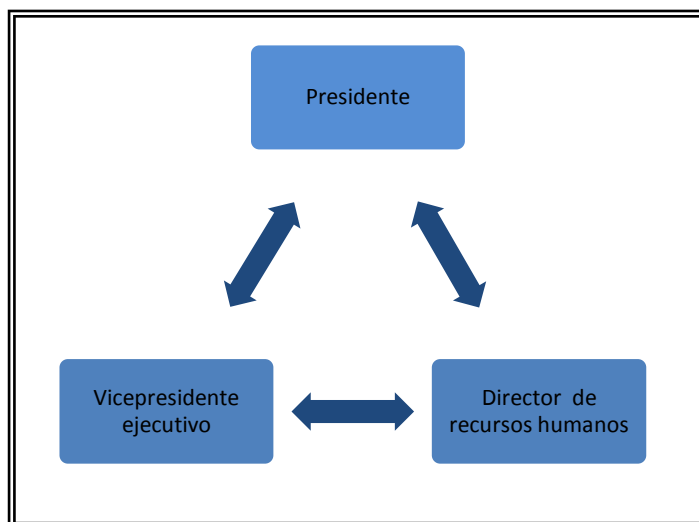 Presidente
Vicepresidente
ejecutivo
Director de
recursos humanos